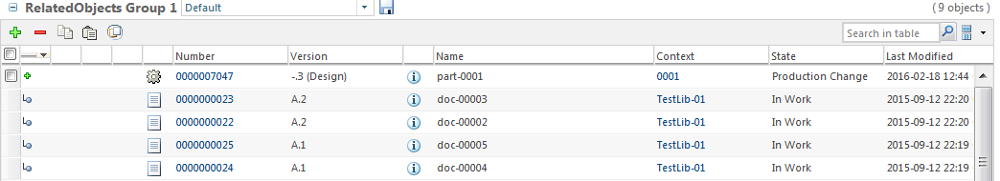 RelatedObjects Group 1 Default ( 9 objects )
Search in table
Number Version Name Context State Last Modified
0000007047 -.3 (Design) part-0001 0001 Production Change 2016-02-18 12:44
0000000023 A.2 doc-00003 TestLib-01 In Work 2015-09-12 22:20
0000000022 A.2 doc-00002 TestLib-01 In Work 2015-09-12 22:20
0000000025 A.1 doc-00005 TestLib-01 In Work 2015-09-12 22:19
0000000024 A.1 doc-00004 TestLib-01 In Work 2015-09-12 22:19